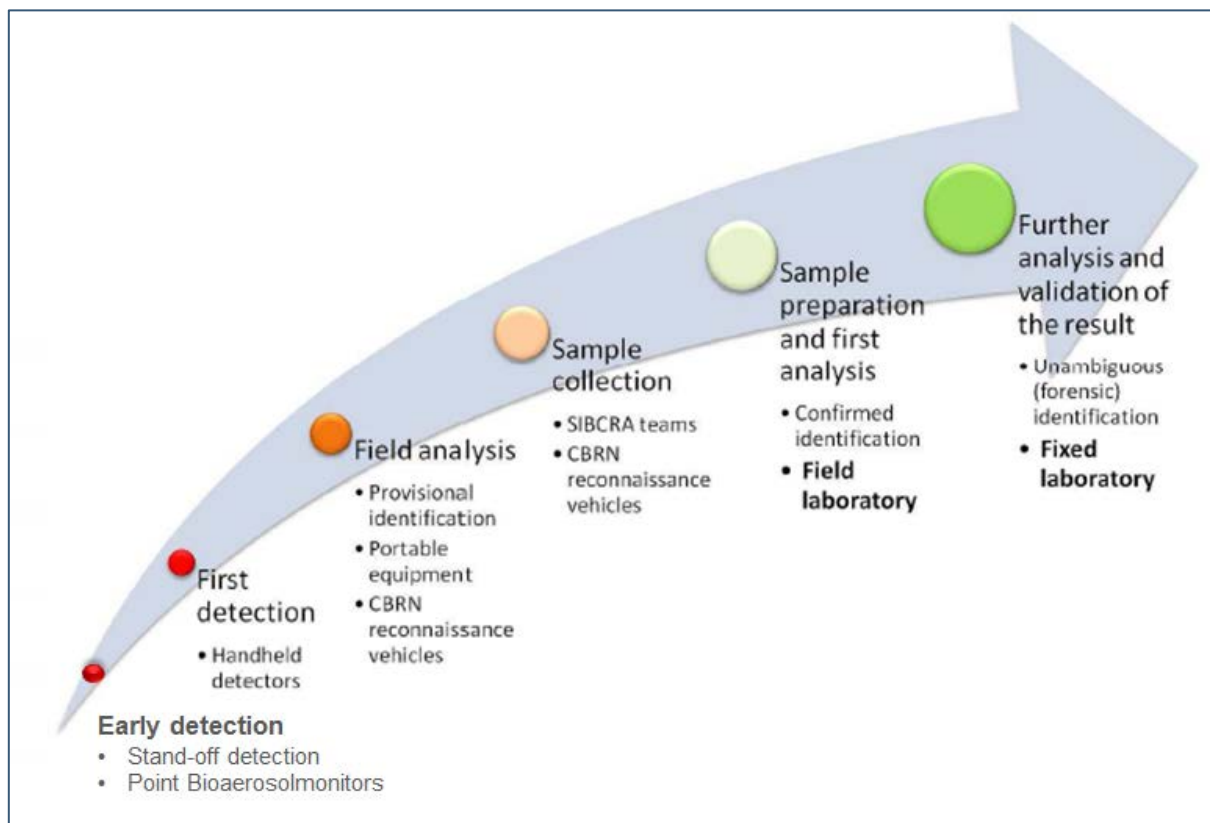 Early detection
• Stand-off detection
• Point Bioaerosolmonitors
First
detection
• Handheld
detectors
Field analysis
• Provisional
identification
• Portable
equipment
• CBRN
reconnaissance
vehicles
Sample
collection
• SIBCRA teams
• CBRN
reconnaissance
vehicles
Sample
preparation
and first
analysis
• Confirmed
identification
• Field
laboratory
Further
analysis and
validation of
the result
• Unambiguous
(forensic)
identification
• Fixed
laboratory